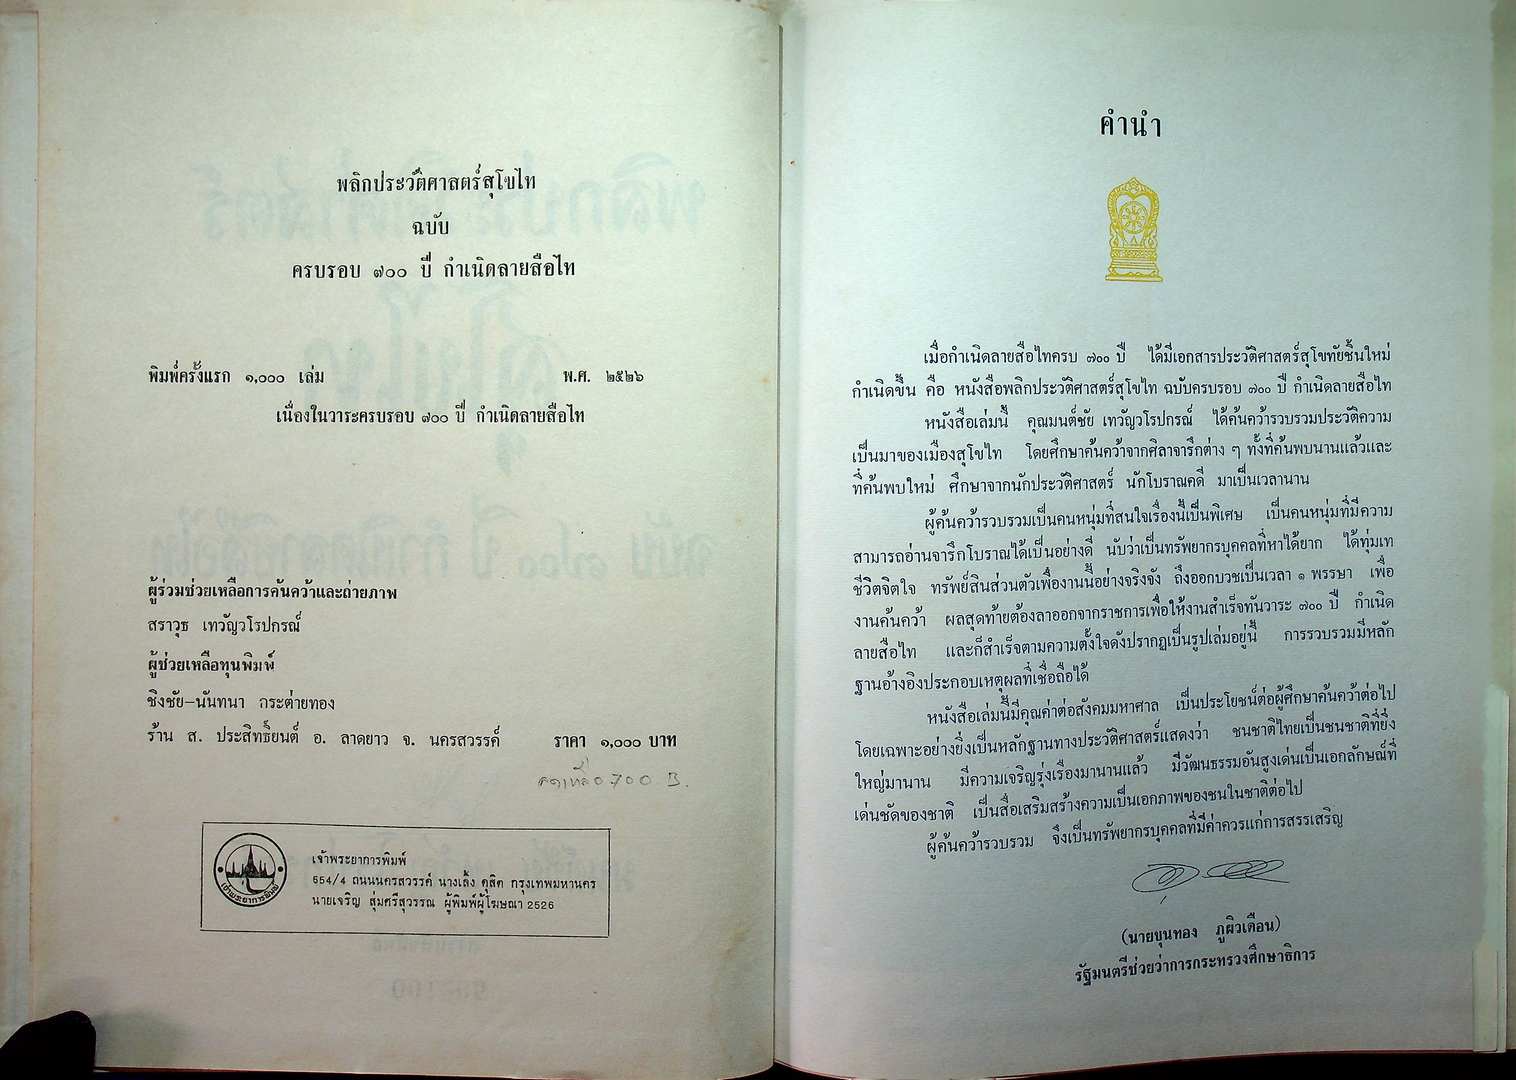 พลิกประวัติศาสตร์สุโขไท
ฉบับ
ครบรอบ ๗๐๐ ปี กำเนิดลายสือไท
พิมพ์ครั้งแรก ๑,๐๐๐ เล่ม พ.ศ. ๒๕๒๖
เนื่องในวาระครบรอบ ๗๐๐ ปี กำเนิดลายสือไท
ผู้ร่วมช่วยเหลือการค้นคว้าและถ่ายภาพ
สราวุธ เทวัญวโรปกรณ์
ผู้ช่วยเหลือทุนพิมพ์
ชิงชัย-นันทนา กระต่ายทอง
ร้าน ส. ประสิทธิ์ยนต์ อ. ลาดยาว จ. นครสวรรค์ ราคา ๑,๐๐๐ บาท
ลดเหลือ 700 B.
เจ้าพระยาการพิมพ์
554/4 ถนนนครสวรรค์ นางเลิ้ง ดุสิต กรุงเทพมหานคร
นายเจริญ สุ่มศรีสุวรรณ ผู้พิมพ์ผู้โฆษณา 2526
เจ้าพระยาการพิมพ์
คำนำ
เมื่อกำเนิดลายสือไทครบ ๗๐๐ ปี ได้มีเอกสารประวัติศาสตร์สุโขทัยชิ้นใหม่
กำเนิดขึ้น คือ หนังสือพลิกประวัติศาสตร์สุโขไท ฉบับครบรอบ ๗๐๐ ปี กำเนิดลายสือไท
หนังสือเล่มนี้ คุณมนต์ชัย เทวัญวโรปกรณ์ ได้ค้นคว้ารวบรวมประวัติความ
เป็นมาของเมืองสุโขไท โดยศึกษาค้นคว้าจากศิลาจารึกต่าง ๆ ทั้งที่ค้นพบนานแล้วและ
ที่ค้นพบใหม่ ศึกษาจากนักประวัติศาสตร์ นักโบราณคดี มาเป็นเวลานาน
ผู้ค้นคว้ารวบรวมเป็นคนหนุ่มที่สนใจเรื่องนี้เป็นพิเศษ เป็นคนหนุ่มที่มีความ
สามารถอ่านจารึกโบราณได้เป็นอย่างดี นับว่าเป็นทรัพยากรบุคคลที่หาได้ยาก ได้ทุ่มเท
ชีวิตจิตใจ ทรัพย์สินส่วนตัวเพื่องานนี้อย่างจริงจัง ถึงออกบวชเป็นเวลา ๑ พรรษา เพื่อ
งานค้นคว้า ผลสุดท้ายต้องลาออกจากราชการเพื่อให้งานสำเร็จทันวาระ ๗๐๐ ปี กำเนิด
ลายสือไท และก็สำเร็จตามความตั้งใจดังปรากฏเป็นรูปเล่มอยู่นี้ การรวบรวมมีหลัก
ฐานอ้างอิงประกอบเหตุผลที่เชื่อถือได้
หนังสือเล่มนี้มีคุณค่าต่อสังคมมหาศาล เป็นประโยชน์ต่อผู้ศึกษาค้นคว้าต่อไป
โดยเฉพาะอย่างยิ่งเป็นหลักฐานทางประวัติศาสตร์แสดงว่า ชนชาติไทยเป็นชนชาติที่ยิ่ง
ใหญ่มานาน มีความเจริญรุ่งเรืองมานานแล้ว มีวัฒนธรรมอันสูงเด่นเป็นเอกลักษณ์ที่
เด่นชัดของชาติ เป็นสื่อเสริมสร้างความเป็นเอกภาพของชนในชาติต่อไป
ผู้ค้นคว้ารวบรวม จึงเป็นทรัพยากรบุคคลที่มีค่าควรแก่การสรรเสริญ
(นายขุนทอง ภูผิวเดือน)
รัฐมนตรีช่วยว่าการกระทรวงศึกษาธิการ